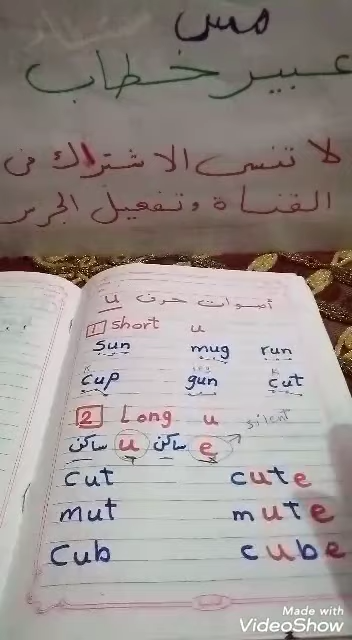 مس
عبير خطاب
لا تنسى الاشتراك فى
القناة وتفعيل الجرس
أصوات حرف u
1 short u
sun mug run
cup gun cut
2 Long u silent
ساكن u ساكن e
cut cute
mut mute
cub cube
Made with
VideoShow